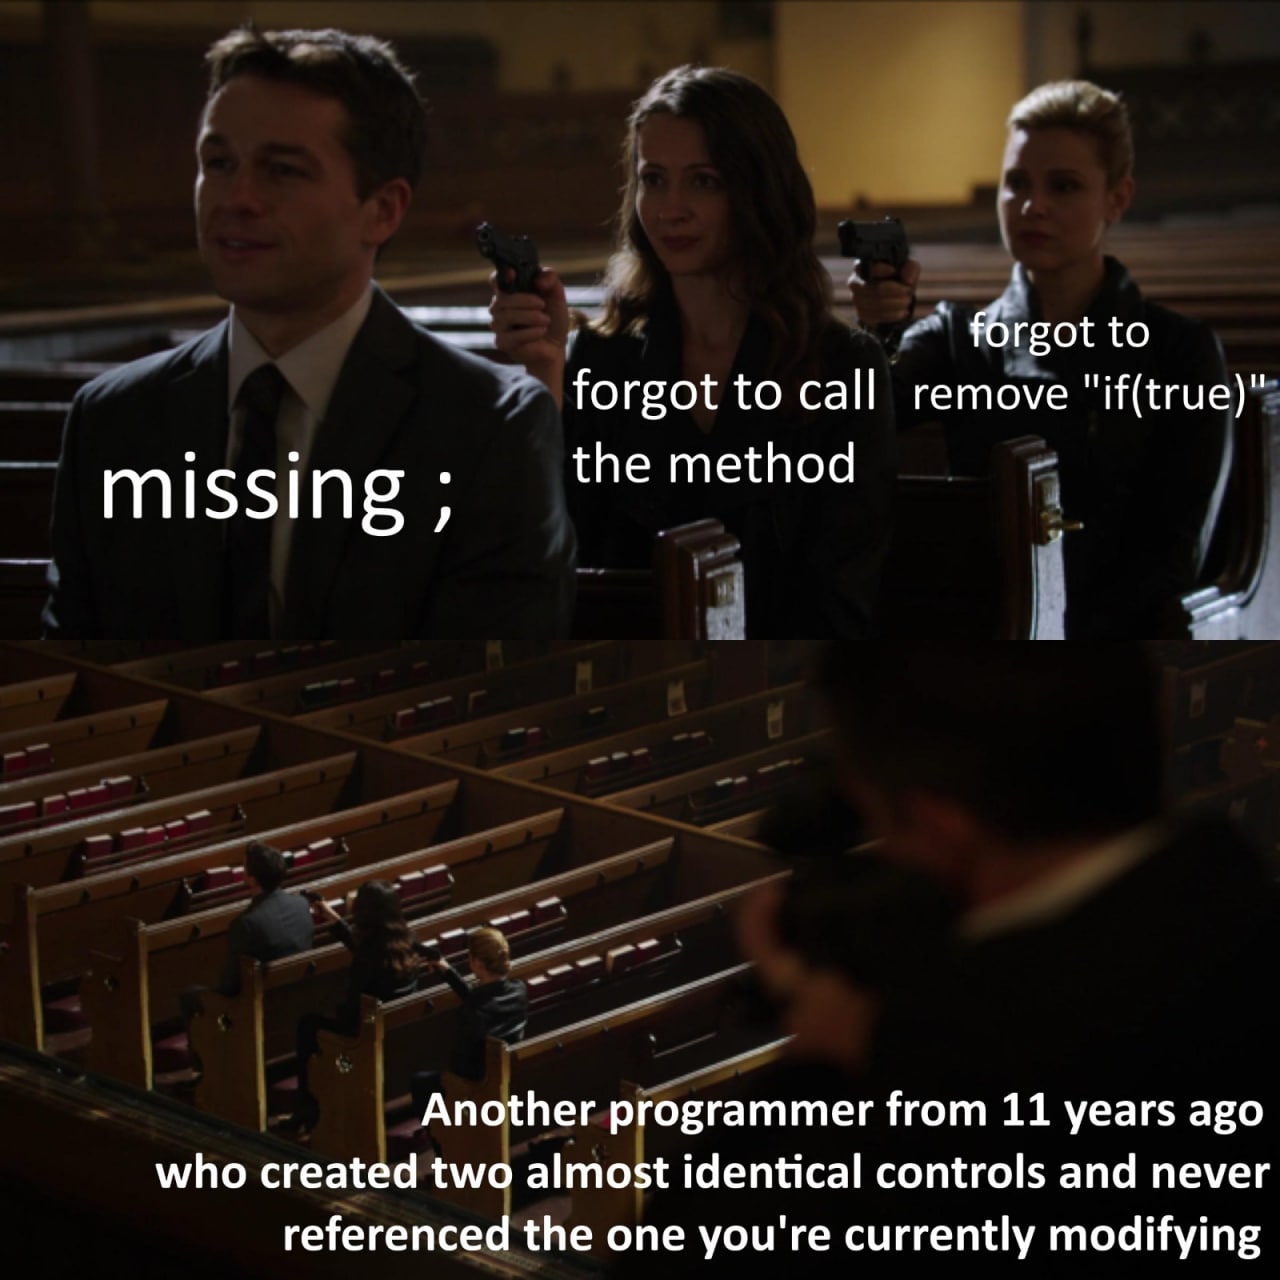 missing ;
forgot to call
the method
forgot to
remove "if(true)"
Another programmer from 11 years ago
who created two almost identical controls and never
referenced the one you're currently modifying